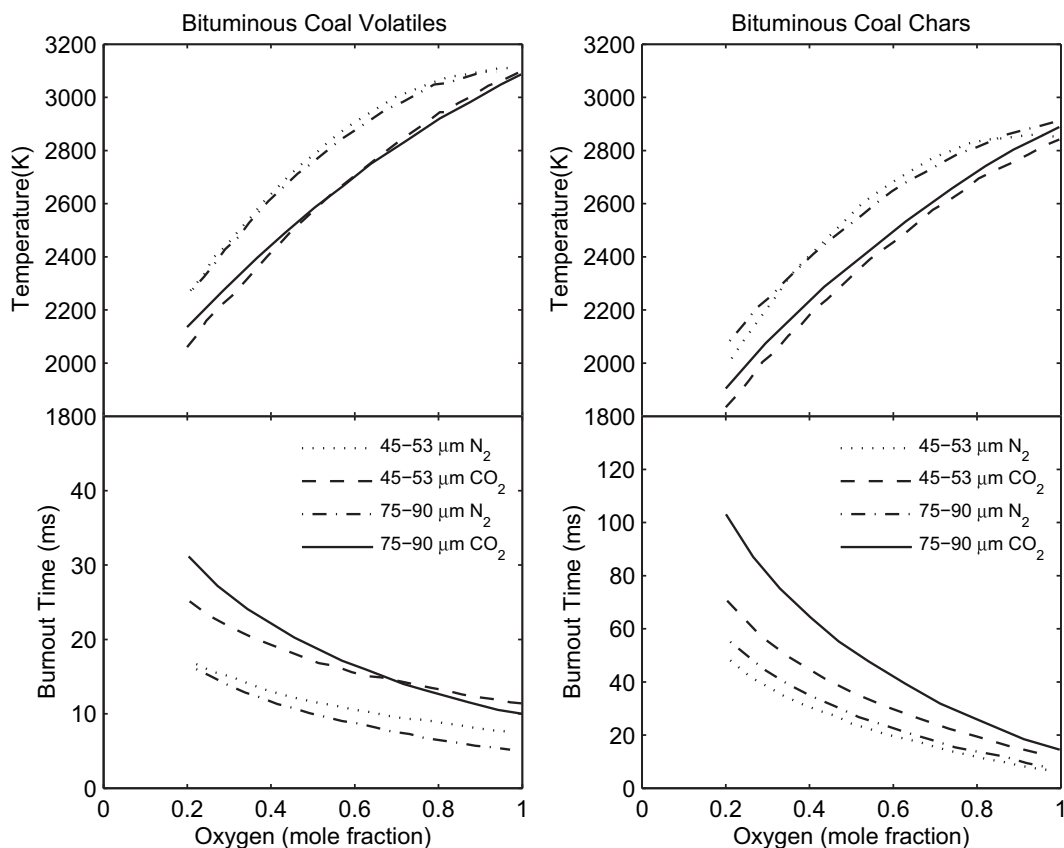 Bituminous Coal Volatiles
Bituminous Coal Chars
3200
3000
2800
2600
2400
2200
2000
1800
Temperature(K)
3200
3000
2800
2600
2400
2200
2000
1800
Temperature(K)
40
30
20
10
0
Burnout Time (ms)
45−53 μm N2
45−53 μm CO2
75−90 μm N2
75−90 μm CO2
0 0.2 0.4 0.6 0.8 1
Oxygen (mole fraction)
120
100
80
60
40
20
0
Burnout Time (ms)
45−53 μm N2
45−53 μm CO2
75−90 μm N2
75−90 μm CO2
0 0.2 0.4 0.6 0.8 1
Oxygen (mole fraction)